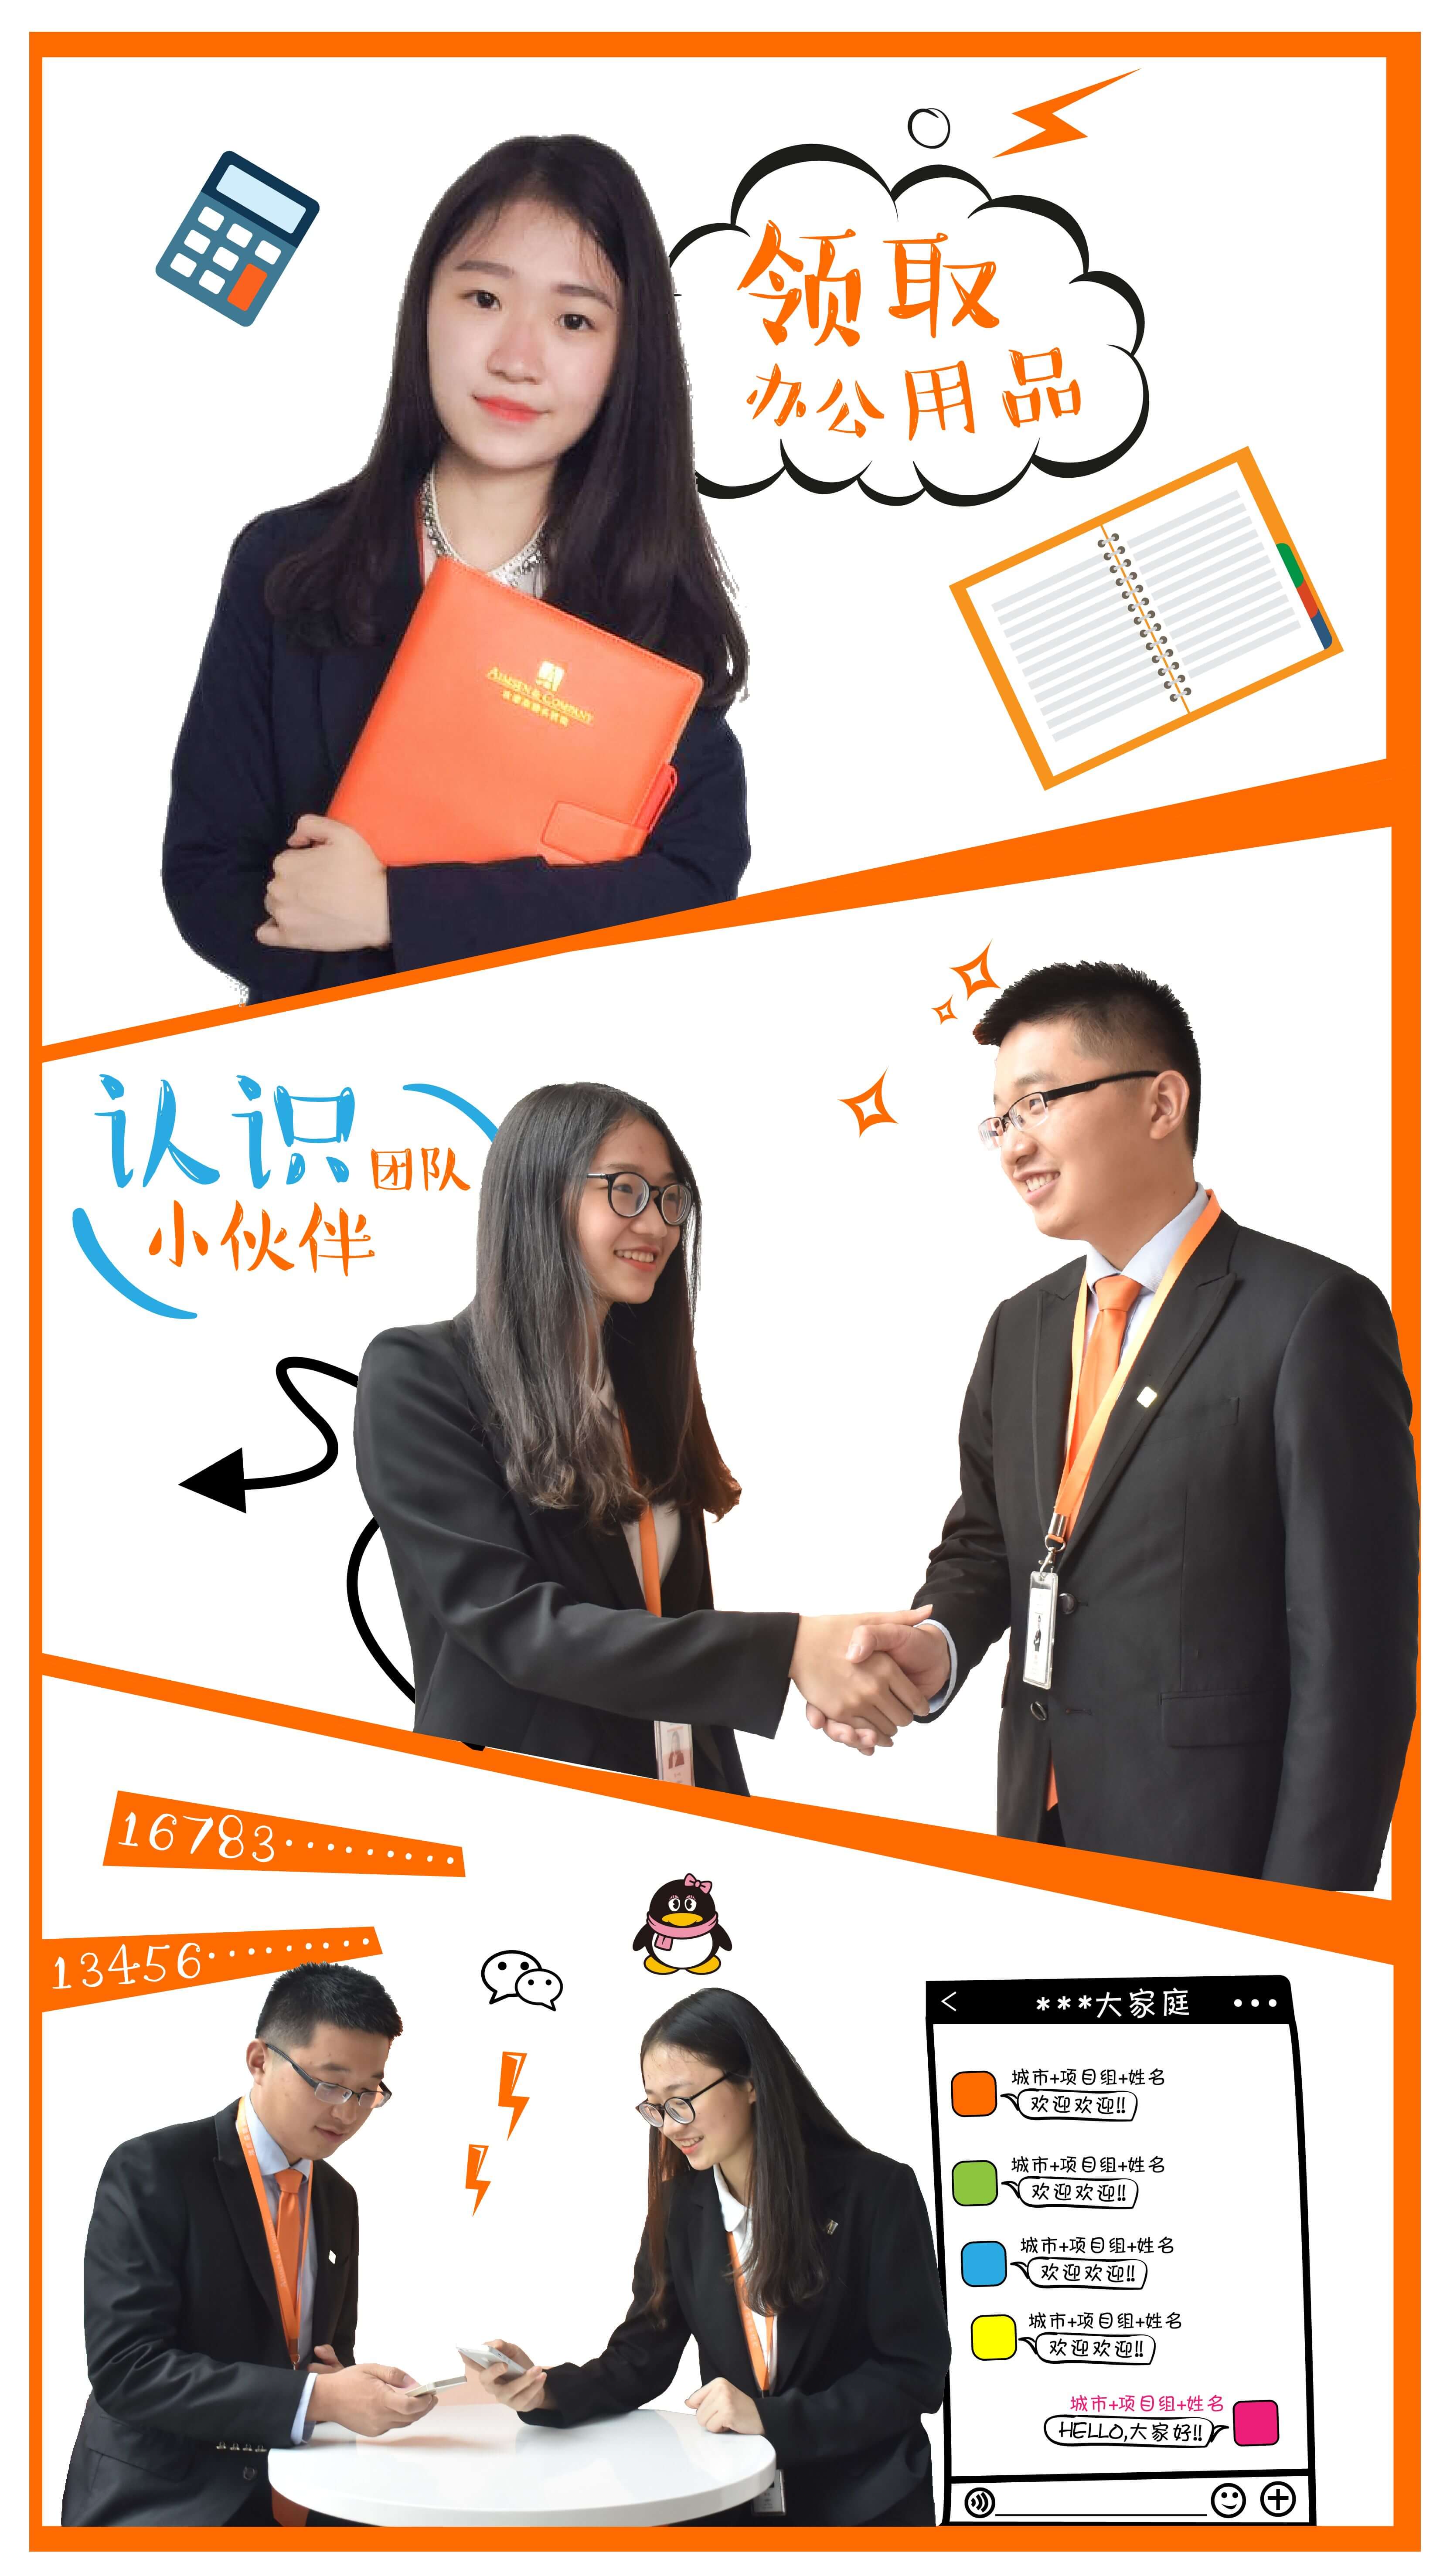 领取
办公用品
AIMSEN & COMPANY
认识团队
小伙伴
16783·········
13456·········
***大家庭
城市+项目组+姓名
欢迎欢迎!!
城市+项目组+姓名
欢迎欢迎!!
城市+项目组+姓名
欢迎欢迎!!
城市+项目组+姓名
欢迎欢迎!!
城市+项目组+姓名
HELLO,大家好!!